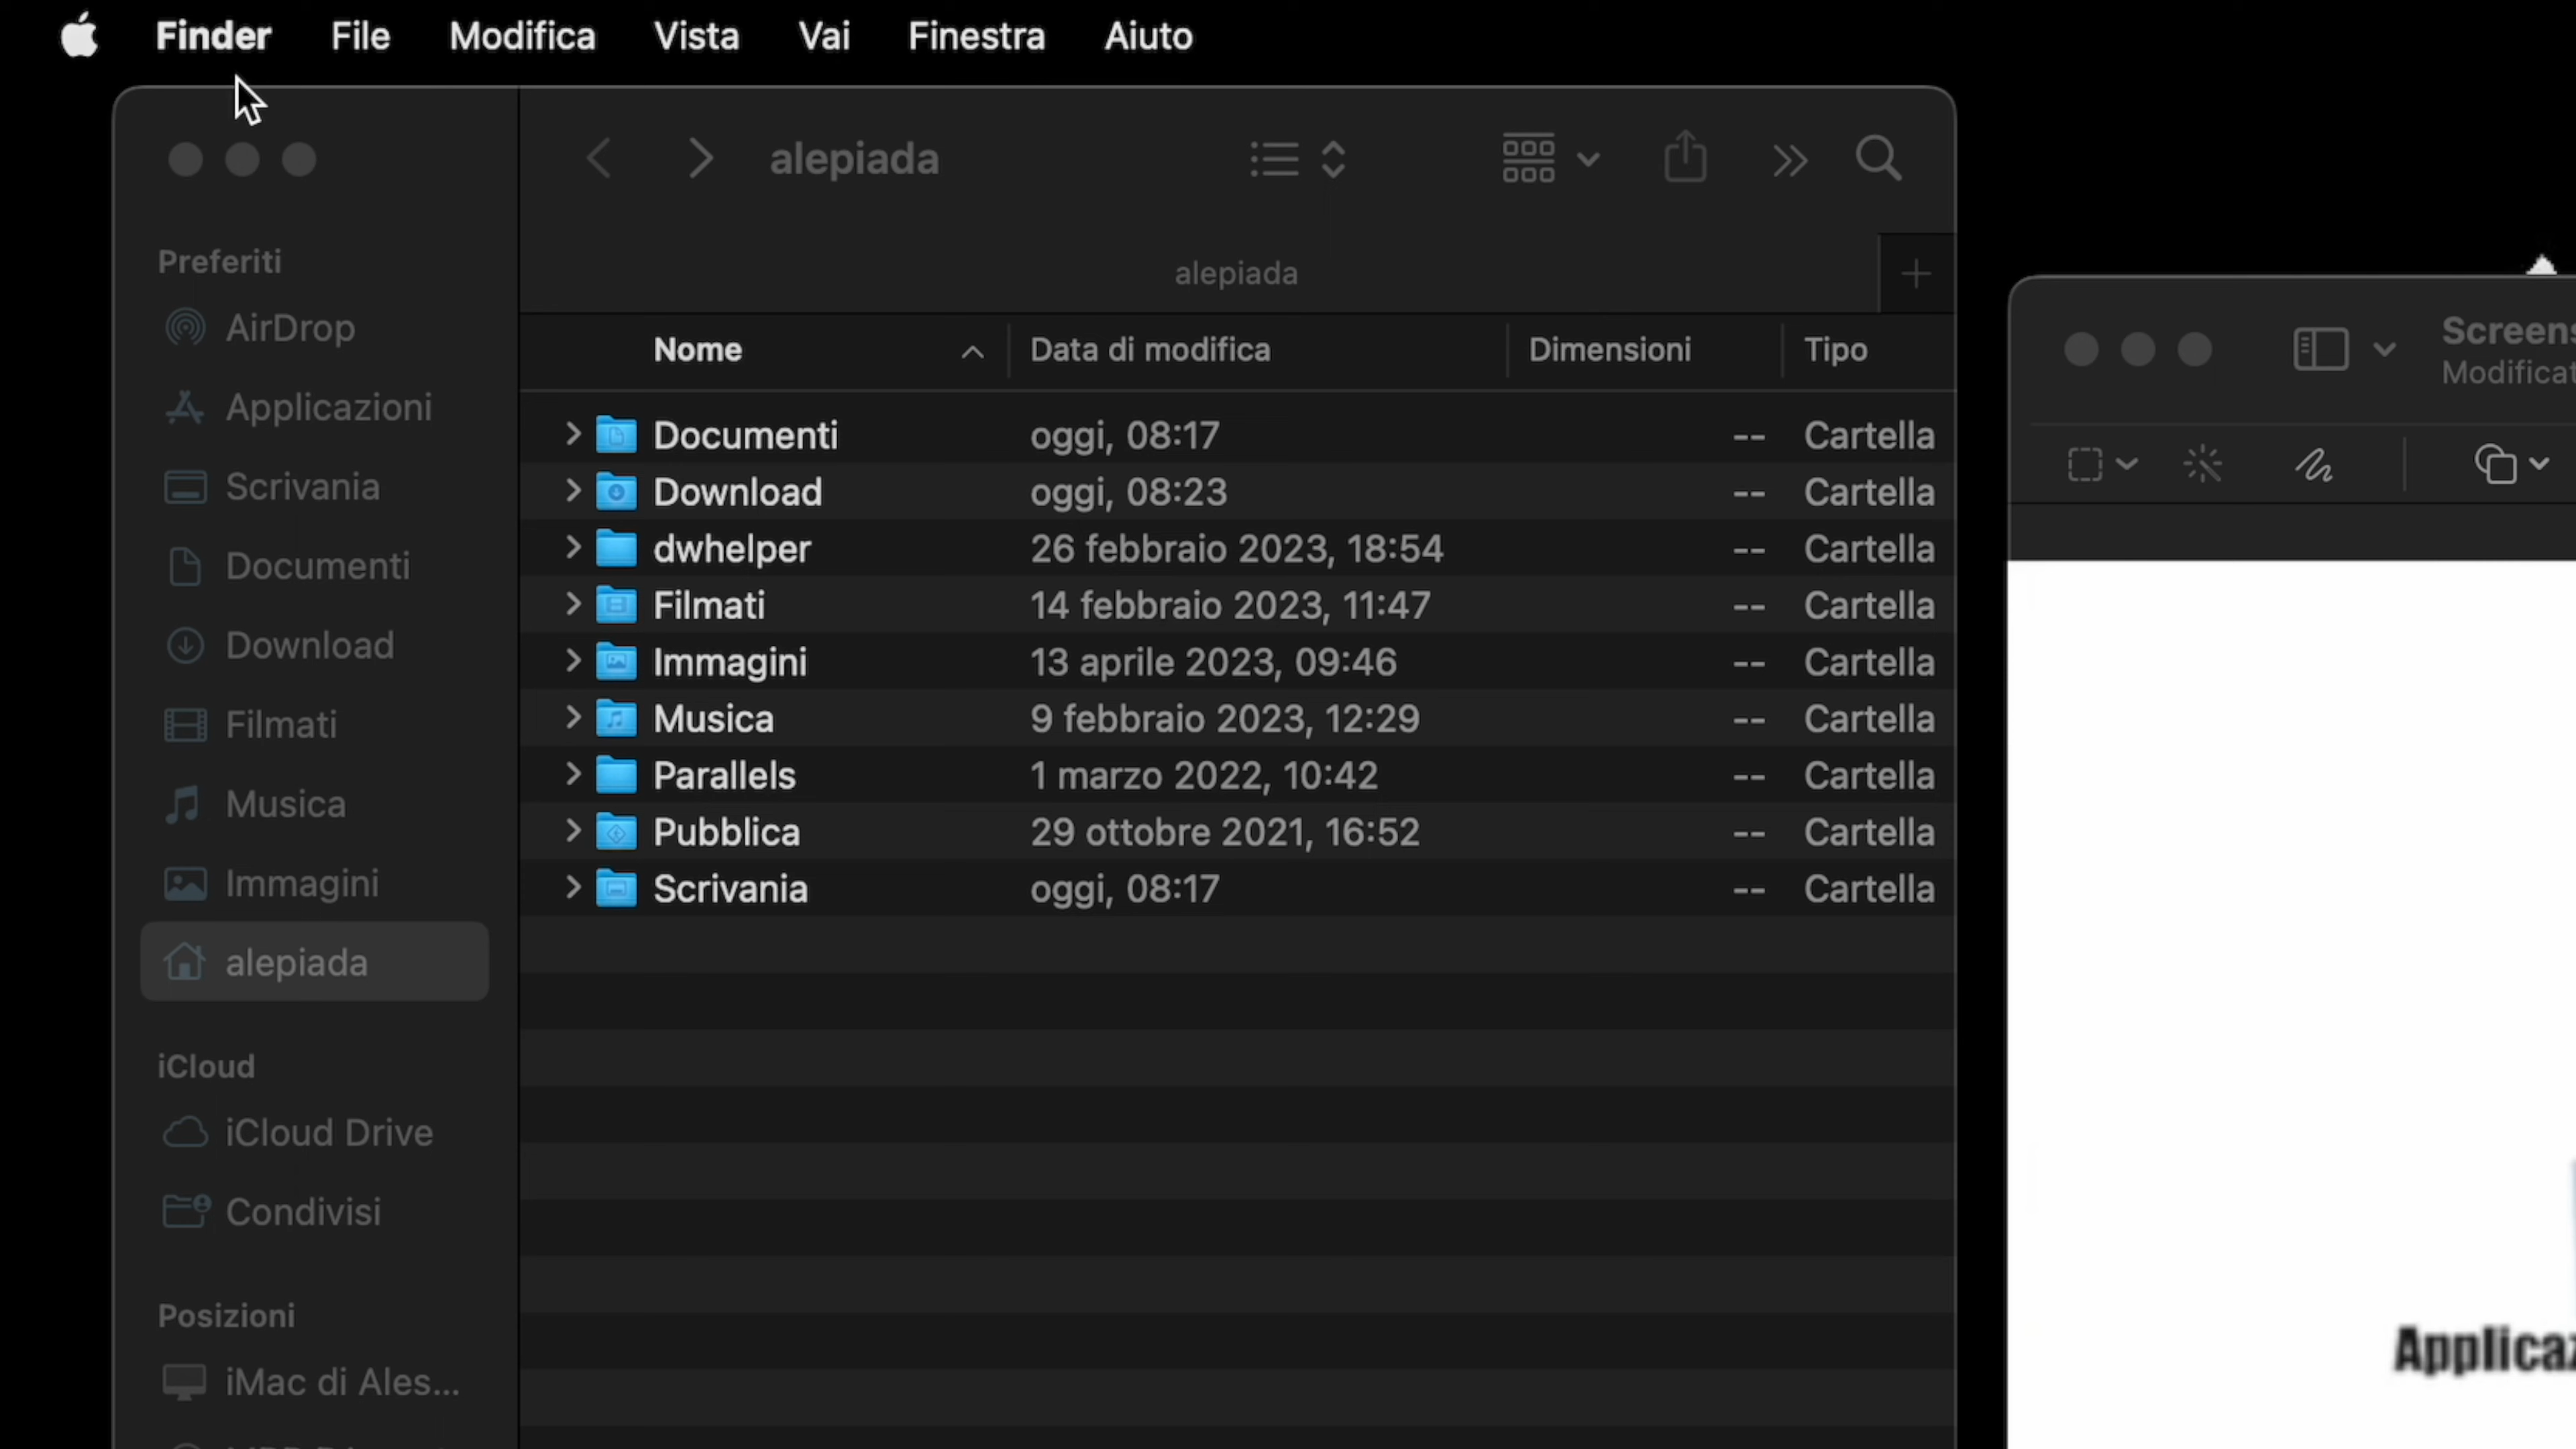 Finder File Modifica Vista Vai Finestra Aiuto
alepiada
alepiada
Preferiti
AirDrop
Applicazioni
Scrivania
Documenti
Download
Filmati
Musica
Immagini
alepiada
iCloud
iCloud Drive
Condivisi
Posizioni
iMac di Ales...
Nome Data di modifica Dimensioni Tipo
Documenti oggi, 08:17 -- Cartella
Download oggi, 08:23 -- Cartella
dwhelper 26 febbraio 2023, 18:54 -- Cartella
Filmati 14 febbraio 2023, 11:47 -- Cartella
Immagini 13 aprile 2023, 09:46 -- Cartella
Musica 9 febbraio 2023, 12:29 -- Cartella
Parallels 1 marzo 2022, 10:42 -- Cartella
Pubblica 29 ottobre 2021, 16:52 -- Cartella
Scrivania oggi, 08:17 -- Cartella
Screens
Modificat
Applicaz